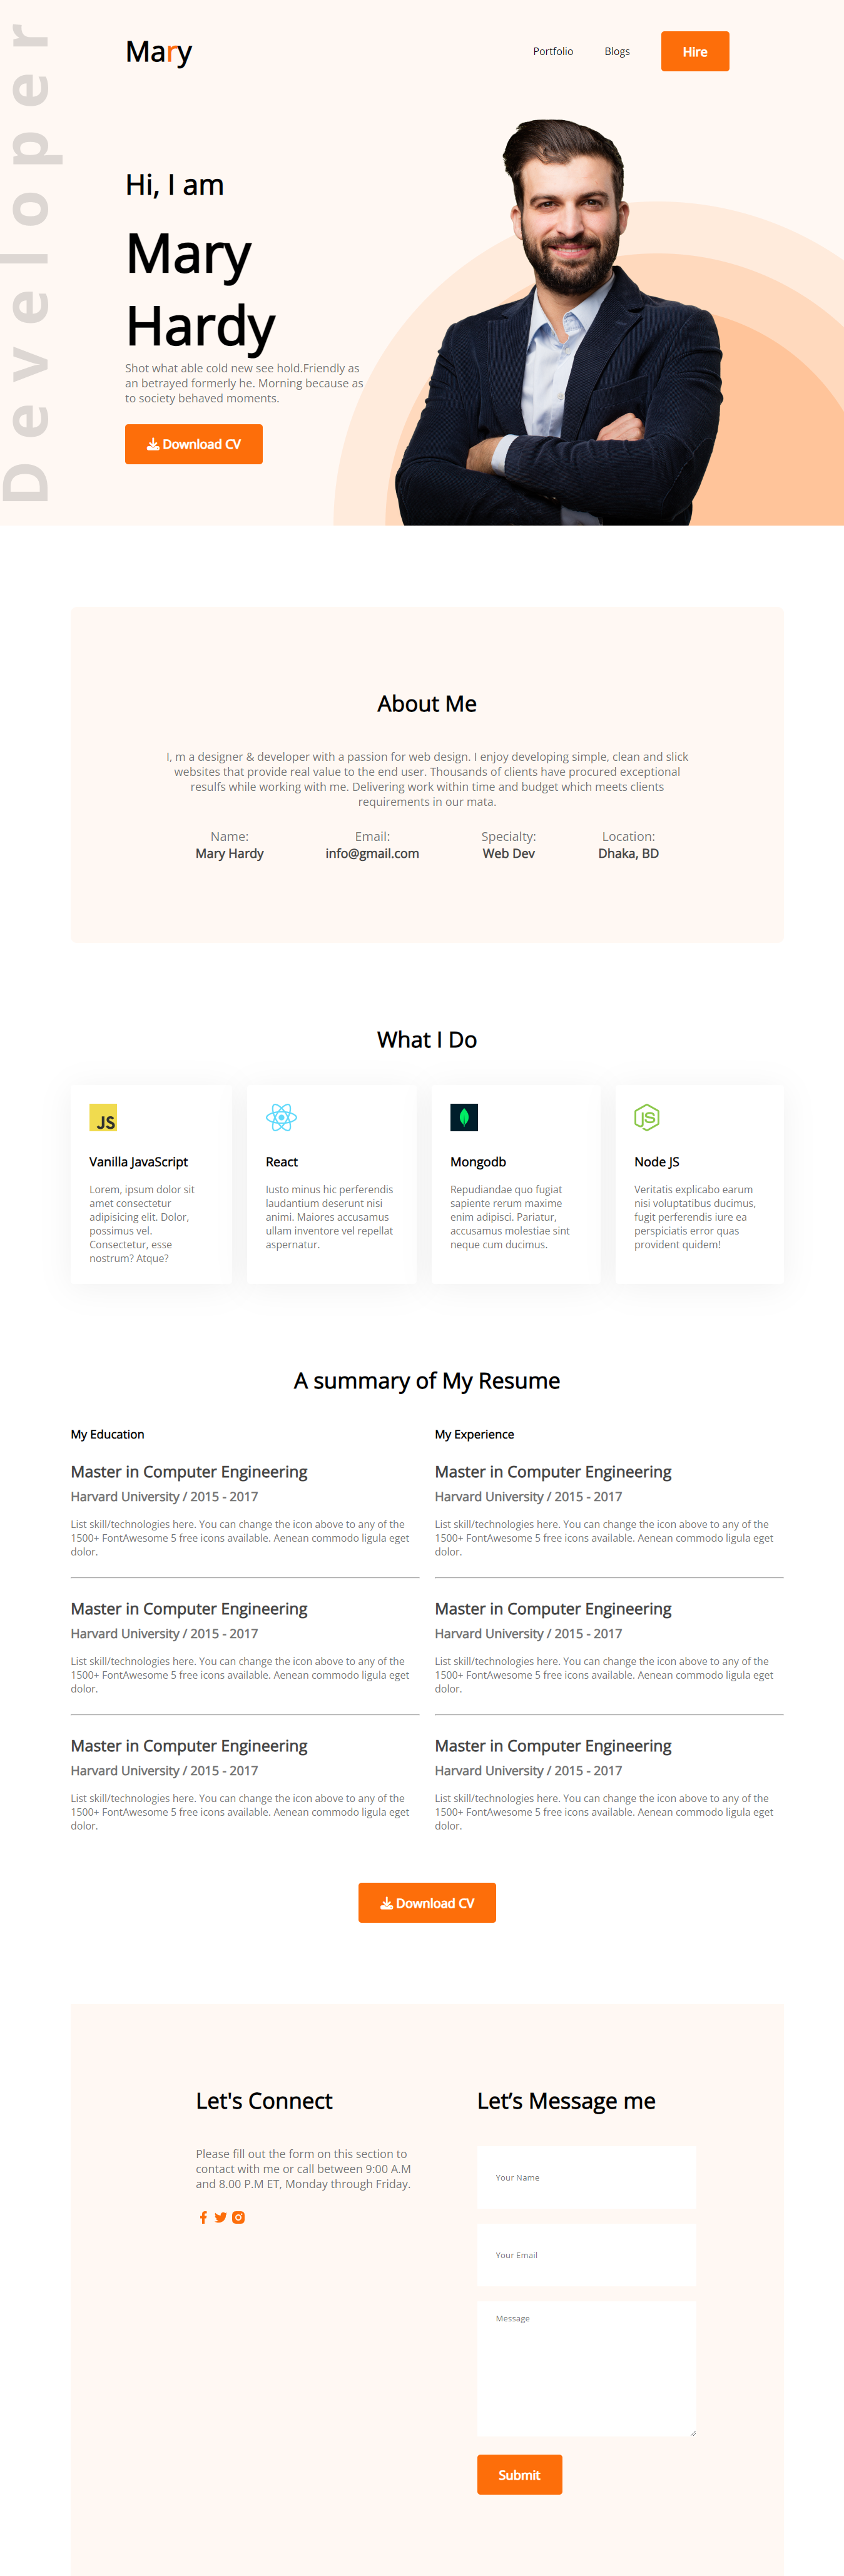 Developer
Mary
Portfolio
Blogs
Hire
Hi, I am
Mary
Hardy
Shot what able cold new see hold.Friendly as
an betrayed formerly he. Morning because as
to society behaved moments.
Download CV
About Me
I, m a designer & developer with a passion for web design. I enjoy developing simple, clean and slick
websites that provide real value to the end user. Thousands of clients have procured exceptional
resulfs while working with me. Delivering work within time and budget which meets clients
requirements in our mata.
Name:
Mary Hardy
Email:
info@gmail.com
Specialty:
Web Dev
Location:
Dhaka, BD
What I Do
JS
Vanilla JavaScript
Lorem, ipsum dolor sit
amet consectetur
adipisicing elit. Dolor,
possimus vel.
Consectetur, esse
nostrum? Atque?
React
Iusto minus hic perferendis
laudantium deserunt nisi
animi. Maiores accusamus
ullam inventore vel repellat
aspernatur.
Mongodb
Repudiandae quo fugiat
sapiente rerum maxime
enim adipisci. Pariatur,
accusamus molestiae sint
neque cum ducimus.
JS
Node JS
Veritatis explicabo earum
nisi voluptatibus ducimus,
fugit perferendis iure ea
perspiciatis error quas
provident quidem!
A summary of My Resume
My Education
Master in Computer Engineering
Harvard University / 2015 - 2017
List skill/technologies here. You can change the icon above to any of the
1500+ FontAwesome 5 free icons available. Aenean commodo ligula eget
dolor.
Master in Computer Engineering
Harvard University / 2015 - 2017
List skill/technologies here. You can change the icon above to any of the
1500+ FontAwesome 5 free icons available. Aenean commodo ligula eget
dolor.
Master in Computer Engineering
Harvard University / 2015 - 2017
List skill/technologies here. You can change the icon above to any of the
1500+ FontAwesome 5 free icons available. Aenean commodo ligula eget
dolor.
My Experience
Master in Computer Engineering
Harvard University / 2015 - 2017
List skill/technologies here. You can change the icon above to any of the
1500+ FontAwesome 5 free icons available. Aenean commodo ligula eget
dolor.
Master in Computer Engineering
Harvard University / 2015 - 2017
List skill/technologies here. You can change the icon above to any of the
1500+ FontAwesome 5 free icons available. Aenean commodo ligula eget
dolor.
Master in Computer Engineering
Harvard University / 2015 - 2017
List skill/technologies here. You can change the icon above to any of the
1500+ FontAwesome 5 free icons available. Aenean commodo ligula eget
dolor.
Download CV
Let's Connect
Please fill out the form on this section to
contact with me or call between 9:00 A.M
and 8.00 P.M ET, Monday through Friday.
Let’s Message me
Your Name
Your Email
Message
Submit